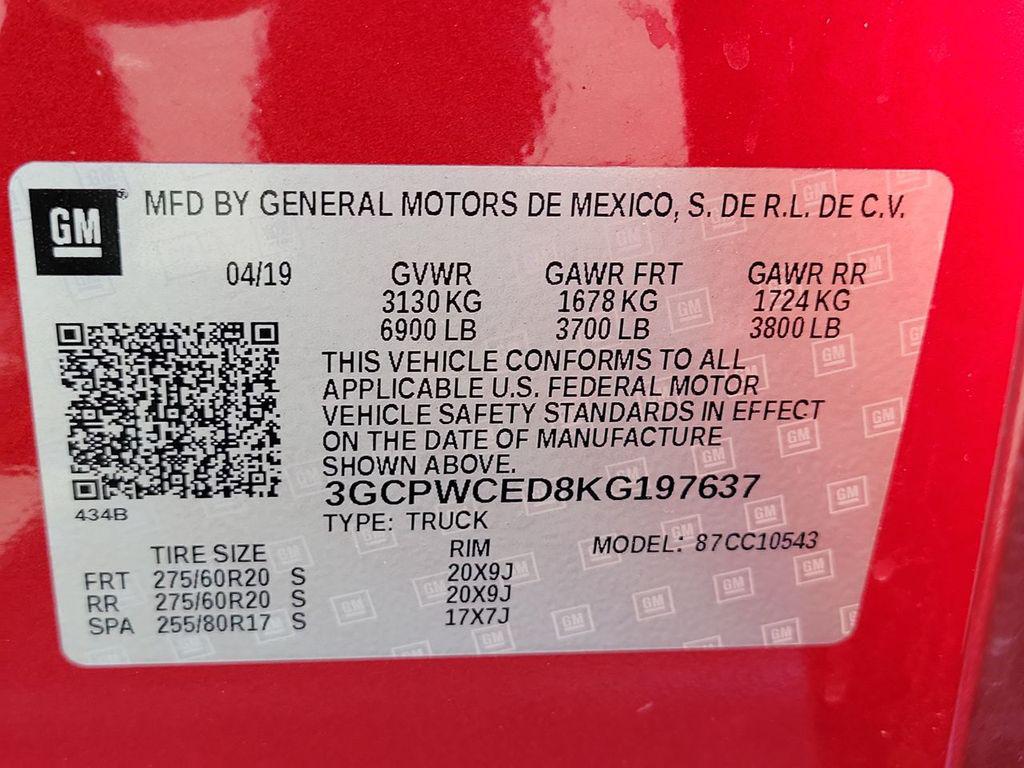 GM
MFD BY GENERAL MOTORS DE MEXICO, S. DE R.L. DE C.V.
04/19 GVWR GAWR FRT GAWR RR
3130 KG 1678 KG 1724 KG
6900 LB 3700 LB 3800 LB
THIS VEHICLE CONFORMS TO ALL
APPLICABLE U.S. FEDERAL MOTOR
VEHICLE SAFETY STANDARDS IN EFFECT
ON THE DATE OF MANUFACTURE
SHOWN ABOVE.
3GCPWCED8KG197637
434B
TYPE: TRUCK
TIRE SIZE RIM MODEL: 87CC10543
FRT 275/60R20 S 20X9J
RR 275/60R20 S 20X9J
SPA 255/80R17 S 17X7J